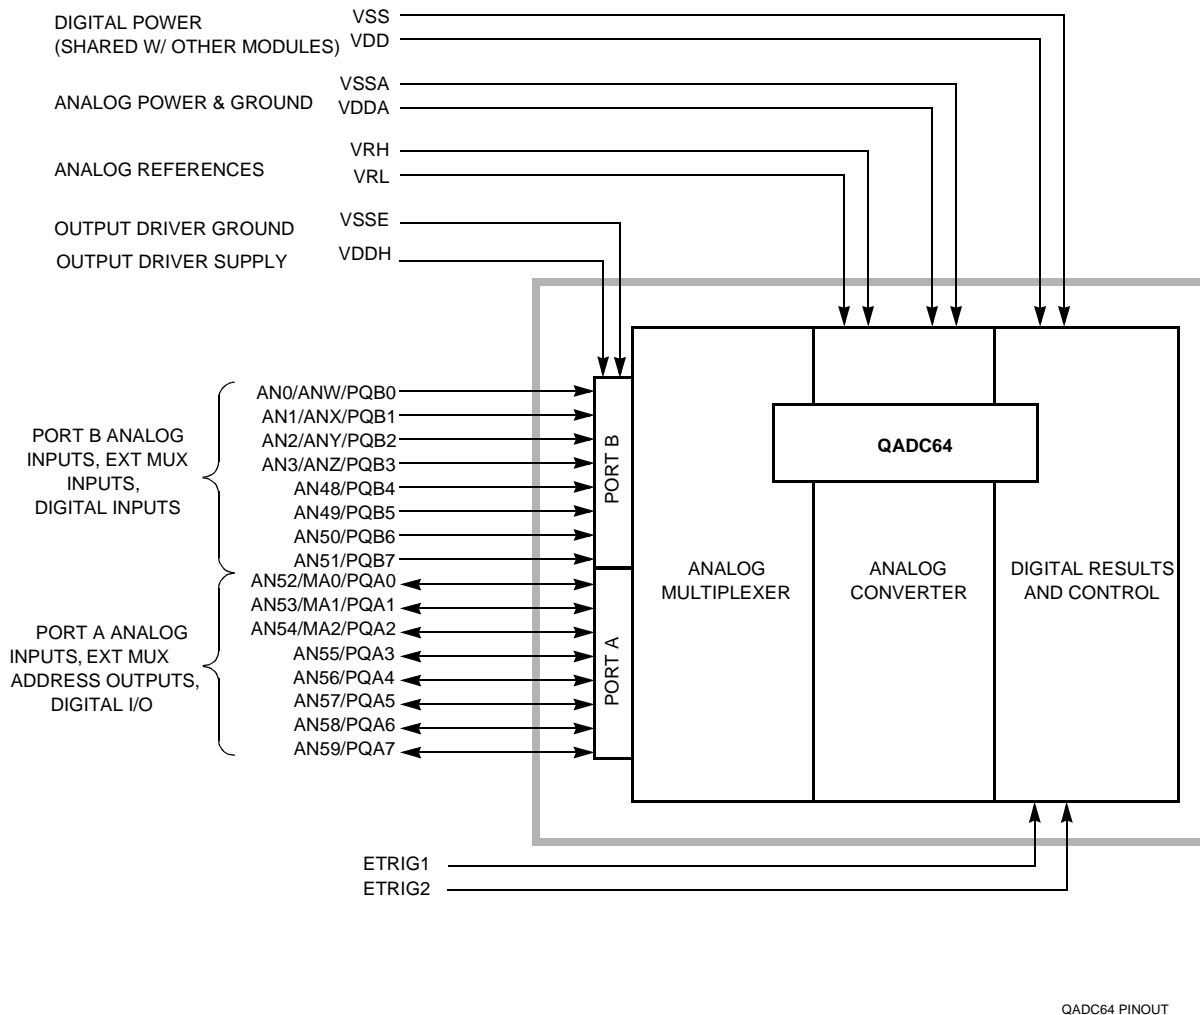 DIGITAL POWER
(SHARED W/ OTHER MODULES)
VSS
VDD
ANALOG POWER & GROUND
VSSA
VDDA
ANALOG REFERENCES
VRH
VRL
OUTPUT DRIVER GROUND
VSSE
OUTPUT DRIVER SUPPLY
VDDH
PORT B ANALOG
INPUTS, EXT MUX
INPUTS,
DIGITAL INPUTS
AN0/ANW/PQB0
AN1/ANX/PQB1
AN2/ANY/PQB2
AN3/ANZ/PQB3
AN48/PQB4
AN49/PQB5
AN50/PQB6
AN51/PQB7
PORT A ANALOG
INPUTS, EXT MUX
ADDRESS OUTPUTS,
DIGITAL I/O
AN52/MA0/PQA0
AN53/MA1/PQA1
AN54/MA2/PQA2
AN55/PQA3
AN56/PQA4
AN57/PQA5
AN58/PQA6
AN59/PQA7
PORT B
PORT A
QADC64
ANALOG
MULTIPLEXER
ANALOG
CONVERTER
DIGITAL RESULTS
AND CONTROL
ETRIG1
ETRIG2
QADC64 PINOUT